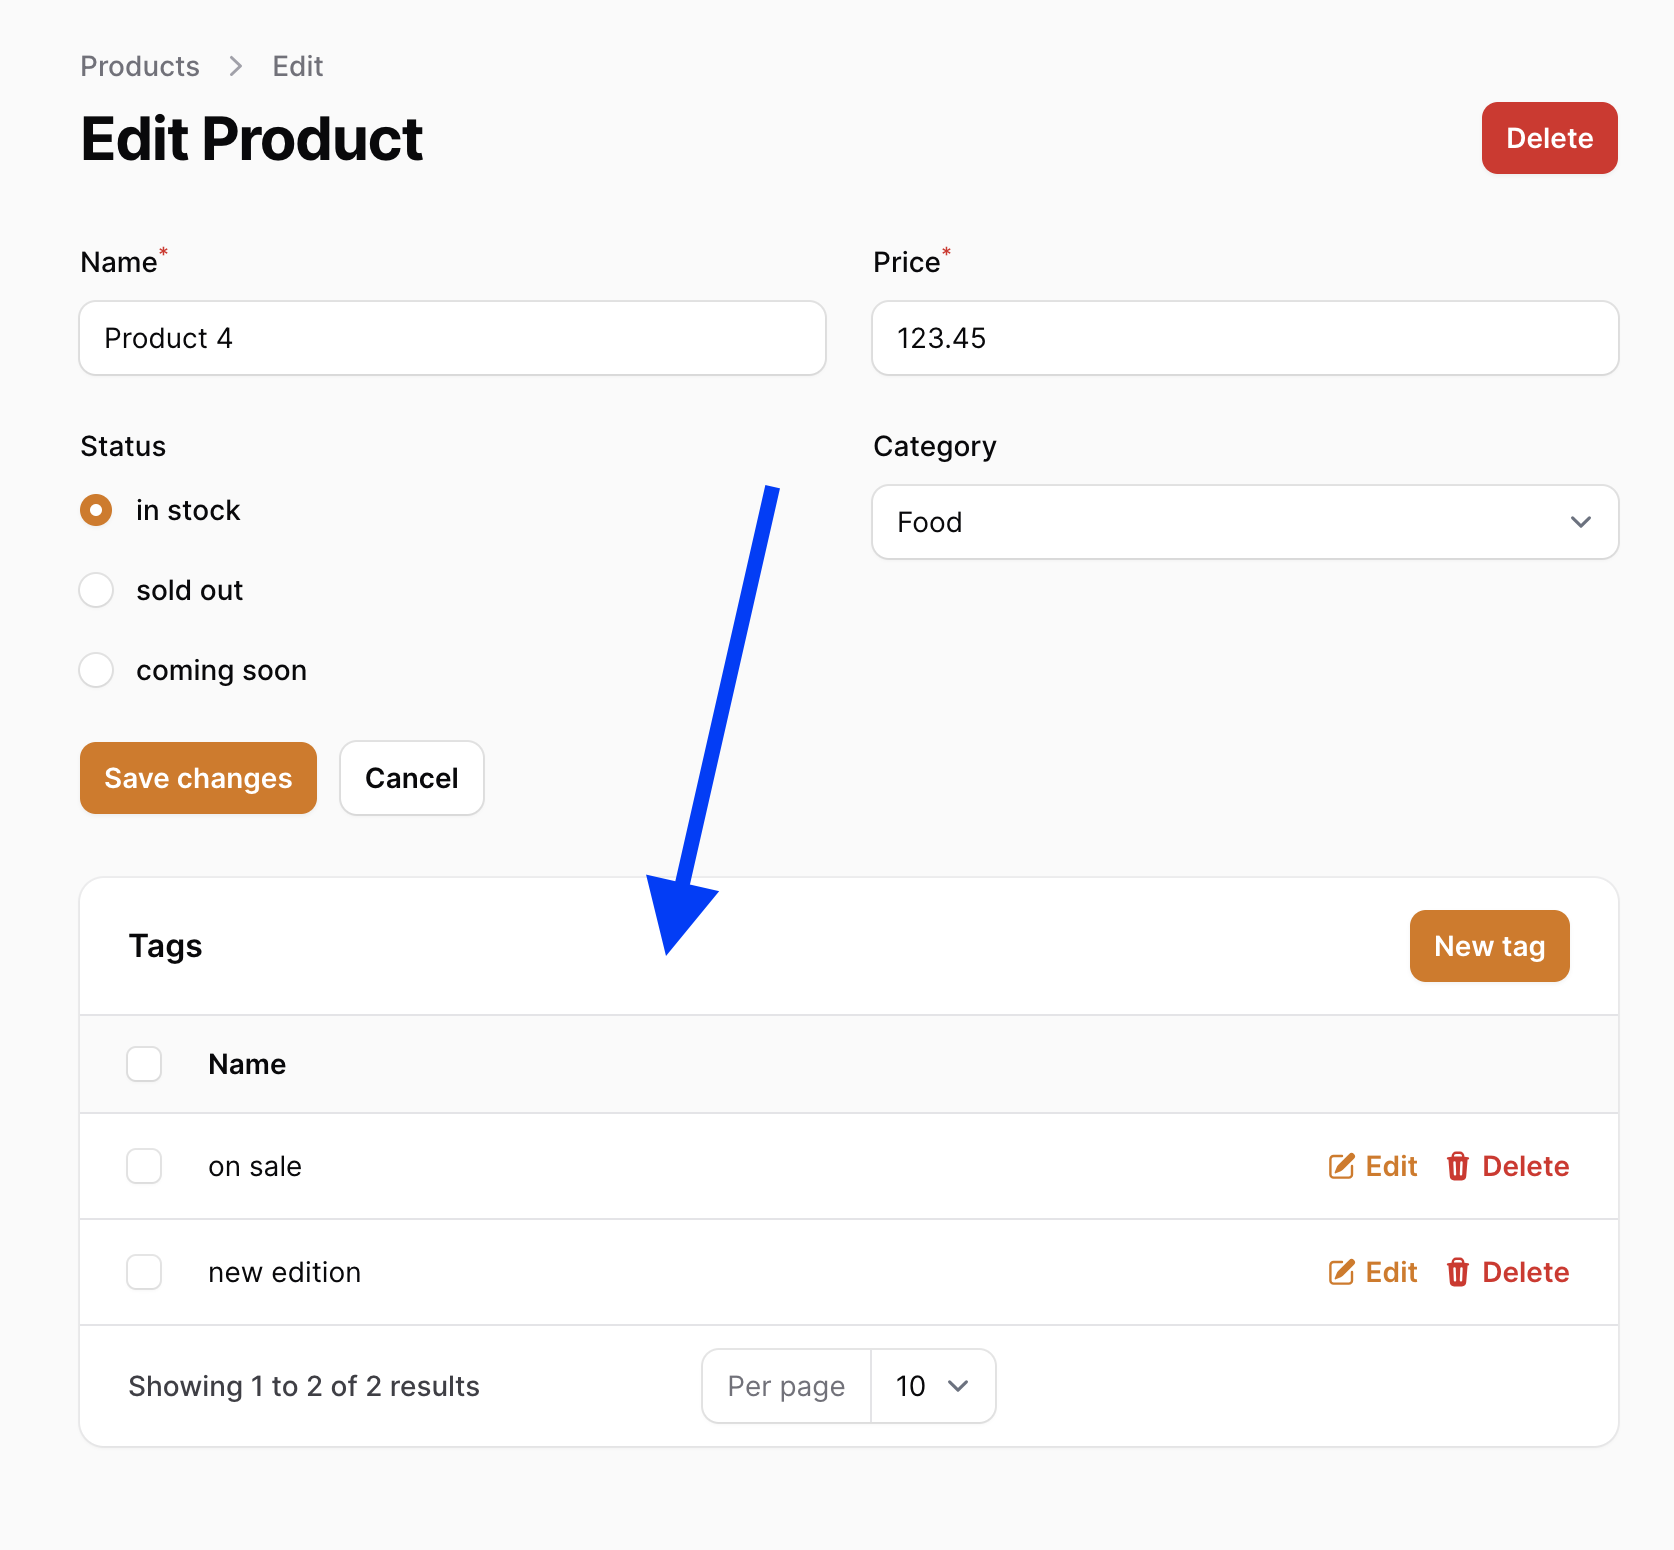 Products > Edit
Edit Product
Delete
Name*
Price*
Product 4
123.45
Status
Category
in stock
Food
sold out
coming soon
Save changes
Cancel
Tags
New tag
Name
on sale
Edit
Delete
new edition
Edit
Delete
Showing 1 to 2 of 2 results
Per page
10